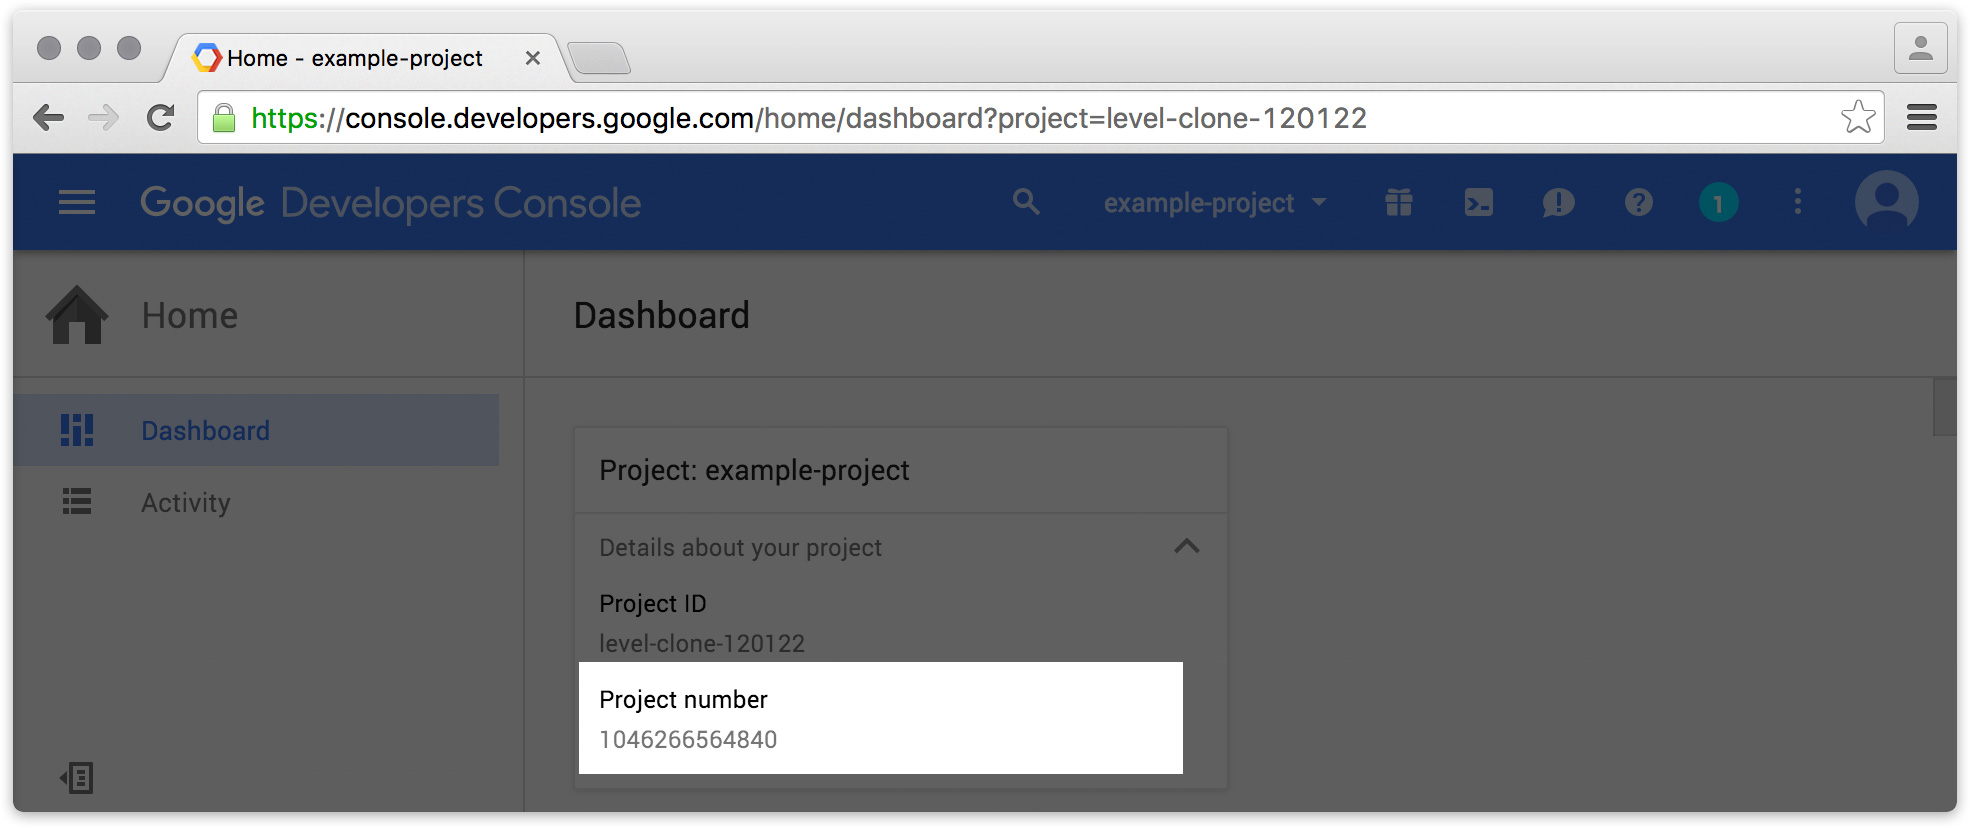 Home - example-project
https://console.developers.google.com/home/dashboard?project=level-clone-120122
Google Developers Console
example-project
1
Home
Dashboard
Dashboard
Activity
Project: example-project
Details about your project
Project ID
level-clone-120122
Project number
1046266564840